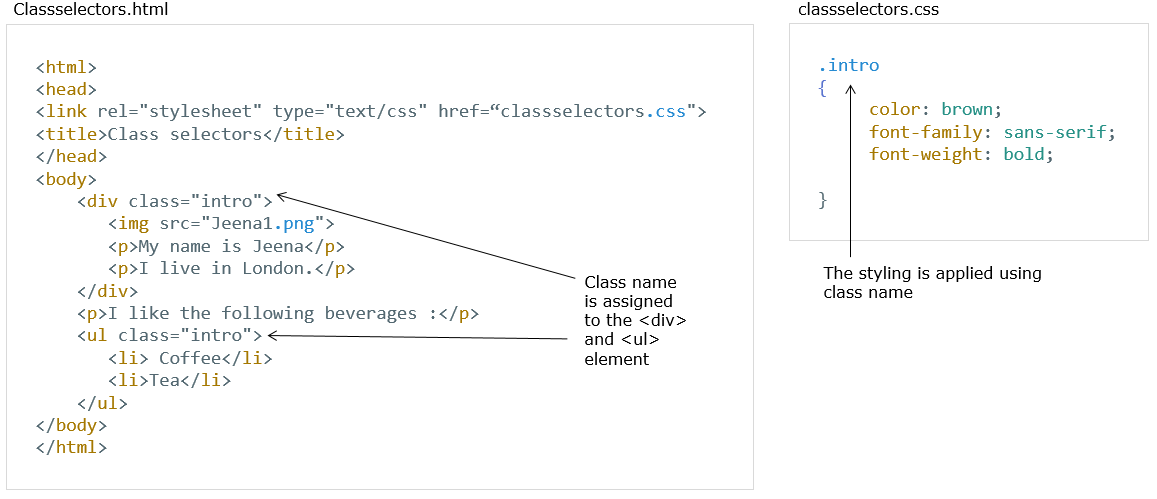 Classselectors.html
<html>
<head>
<link rel="stylesheet" type="text/css" href=“classselectors.css">
<title>Class selectors</title>
</head>
<body>
<div class="intro">
<img src="Jeena1.png">
<p>My name is Jeena</p>
<p>I live in London.</p>
</div>
<p>I like the following beverages :</p>
<ul class="intro">
<li> Coffee</li>
<li>Tea</li>
</ul>
</body>
</html>
Class name
is assigned
to the <div>
and <ul>
element
classselectors.css
.intro
{
color: brown;
font-family: sans-serif;
font-weight: bold;
}
The styling is applied using
class name